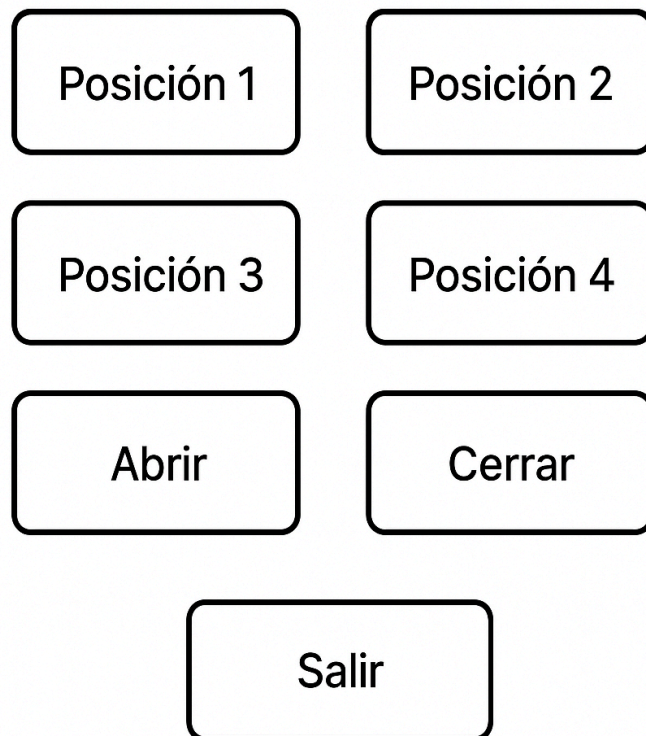 Posición 1
Posición 2
Posición 3
Posición 4
Abrir
Cerrar
Salir